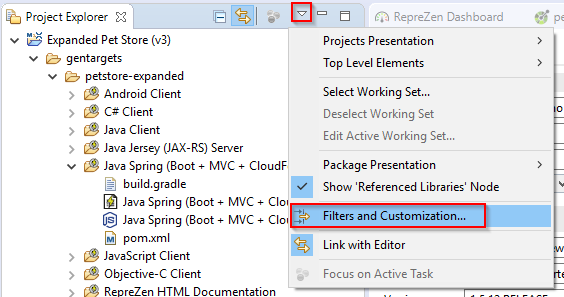 Project Explorer
RepreZen Dashboard
pe
Expanded Pet Store (v3)
gentargets
petstore-expanded
Android Client
C# Client
Java Client
Java Jersey (JAX-RS) Server
Java Spring (Boot + MVC + CloudF
build.gradle
Java Spring (Boot + MVC + Clo
Java Spring (Boot + MVC + Clo
pom.xml
JavaScript Client
Objective-C Client
RepreZen HTML Documentation
Projects Presentation
Top Level Elements
Select Working Set...
Deselect Working Set
Edit Active Working Set...
Package Presentation
Show 'Referenced Libraries' Node
Filters and Customization...
Link with Editor
Focus on Active Task
no